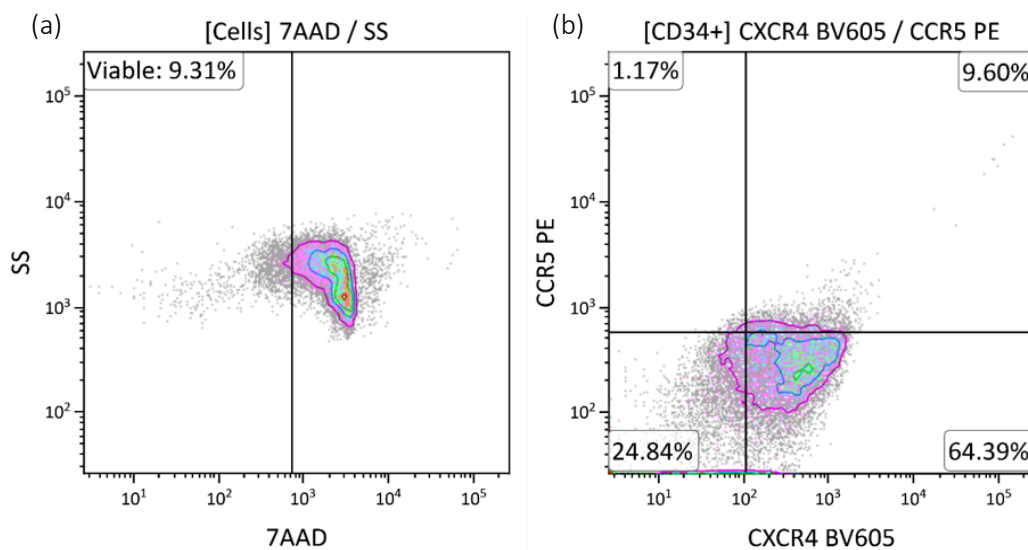 (a)
[Cells] 7AAD / SS
Viable: 9.31%
10⁵
10⁴
10³
10²
SS
10¹ 10² 10³ 10⁴ 10⁵
7AAD
(b)
[CD34+] CXCR4 BV605 / CCR5 PE
1.17% 9.60%
10⁵
10⁴
10³
10²
CCR5 PE
24.84% 64.39%
10¹ 10² 10³ 10⁴ 10⁵
CXCR4 BV605